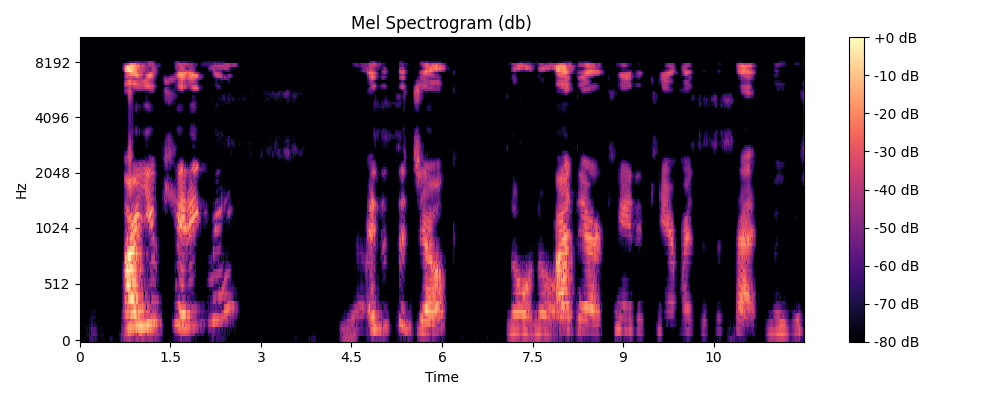 Mel Spectrogram (db)
8192
4096
2048
1024
512
0
Hz
0 1.5 3 4.5 6 7.5 9 10
Time
+0 dB
-10 dB
-20 dB
-30 dB
-40 dB
-50 dB
-60 dB
-70 dB
-80 dB